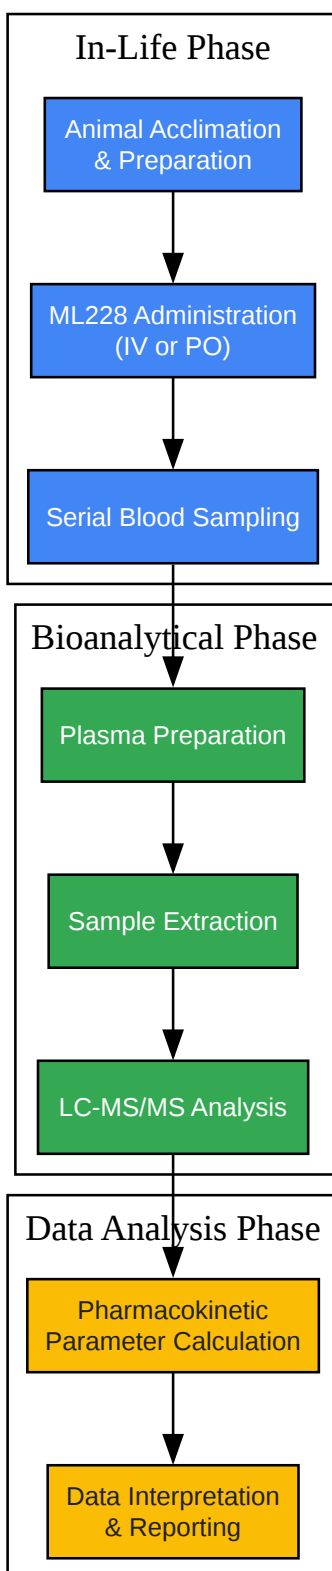 In-Life Phase
Animal Acclimation
& Preparation
ML228 Administration
(IV or PO)
Serial Blood Sampling
Bioanalytical Phase
Plasma Preparation
Sample Extraction
LC-MS/MS Analysis
Data Analysis Phase
Pharmacokinetic
Parameter Calculation
Data Interpretation
& Reporting